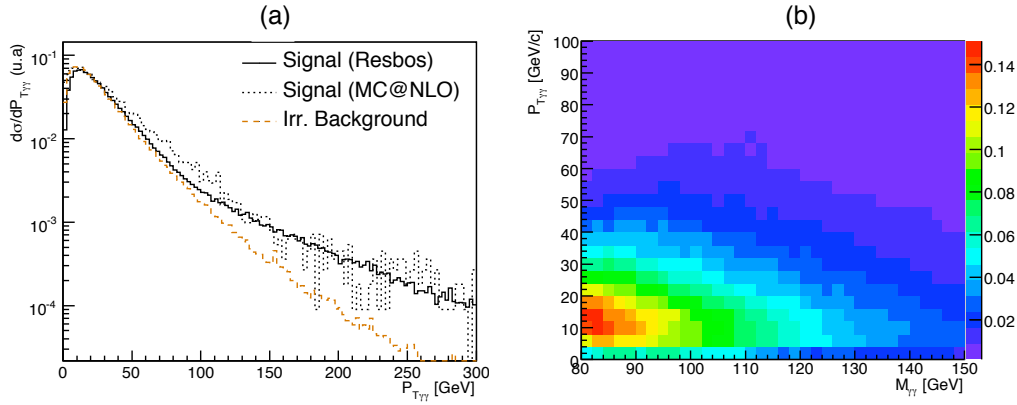 (a)
dσ/dP_Tγγ (u.a)
10⁻¹
10⁻²
10⁻³
10⁻⁴
Signal (Resbos)
Signal (MC@NLO)
Irr. Background
0 50 100 150 200 250 300
P_Tγγ [GeV]
(b)
P_Tγγ [GeV/c]
100
90
80
70
60
50
40
30
20
10
0
80 90 100 110 120 130 140 150
M_γγ [GeV]
0.14
0.12
0.1
0.08
0.06
0.04
0.02